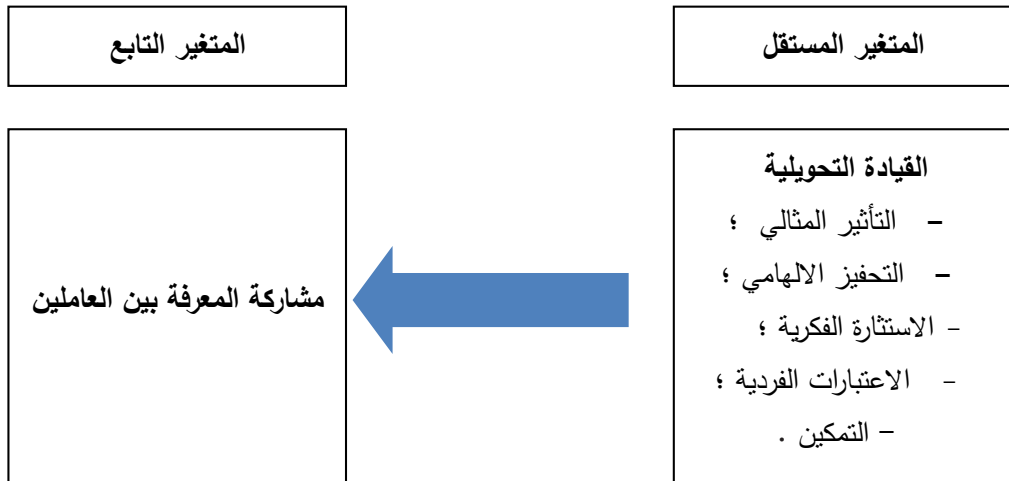 المتغير المستقل
المتغير التابع
القيادة التحويلية
– التأثير المثالي ؛
– التحفيز الالهامي ؛
- الاستثارة الفكرية ؛
- الاعتبارات الفردية ؛
– التمكين .
مشاركة المعرفة بين العاملين